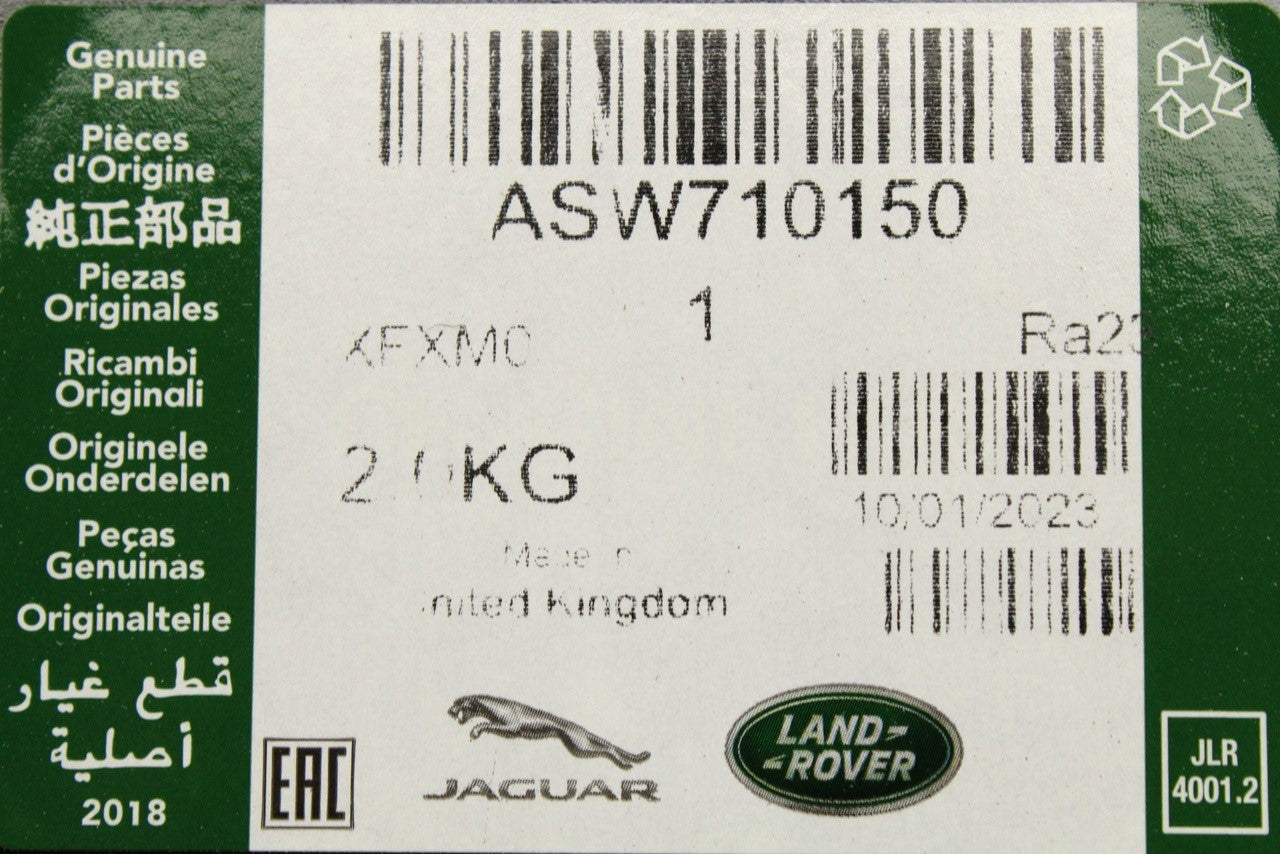 Genuine
Parts
Pièces
d'Origine
純正部品
Piezas
Originales
Ricambi
Originali
Originele
Onderdelen
Peças
Genuinas
Originalteile
قطع غيار
أصلية
2018
ASW710150
1
Ra23
KG
10/01/2023
Kingdom
EAC
JAGUAR
LAND
ROVER
JLR
4001.2